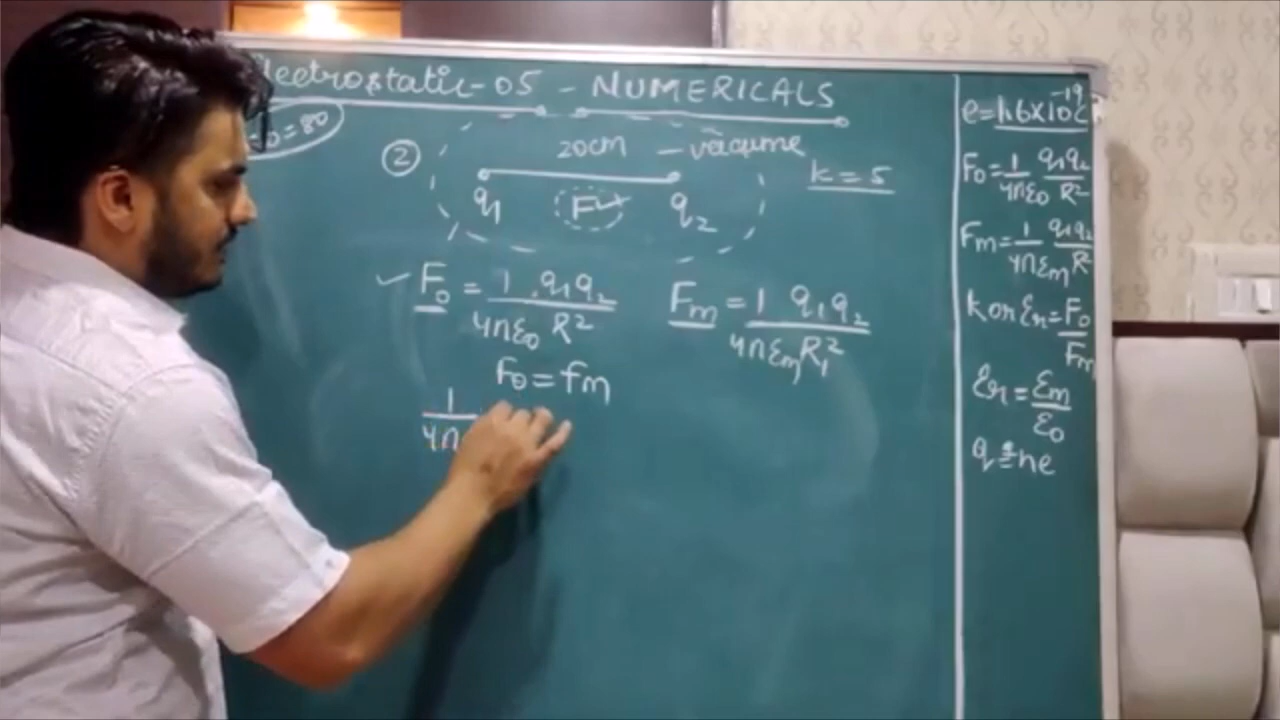 lectrostatic-05 - NUMERICALS
=80
② 20cm - vacume
k = 5
q1 F q2
✓ F0 = 1/4πε0 . q1q2/R²
Fm = 1/4πεm q1q2/R1²
F0 = fm
1/4π
e=1.6×10^-19 C
F0=1/4πε0 q1q2/R²
Fm=1/4πεm q1q2/R²
k or εr=F0/Fm
εr=εm/ε0
q=±ne